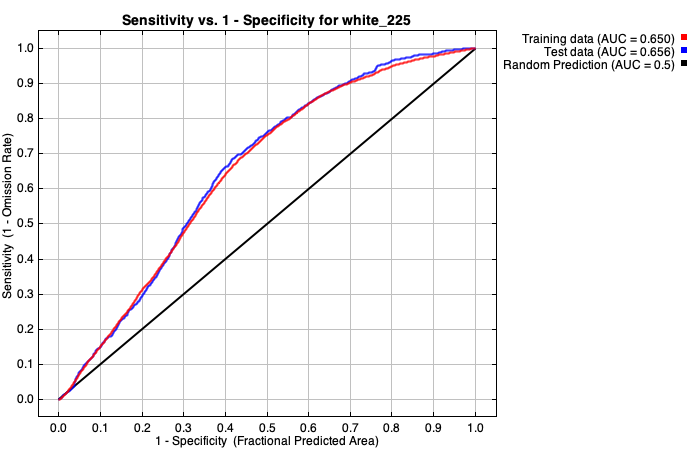 Sensitivity vs. 1 - Specificity for white_225
Training data (AUC = 0.650)
Test data (AUC = 0.656)
Random Prediction (AUC = 0.5)
Sensitivity (1 - Omission Rate)
1.0
0.9
0.8
0.7
0.6
0.5
0.4
0.3
0.2
0.1
0.0
0.0 0.1 0.2 0.3 0.4 0.5 0.6 0.7 0.8 0.9 1.0
1 - Specificity (Fractional Predicted Area)